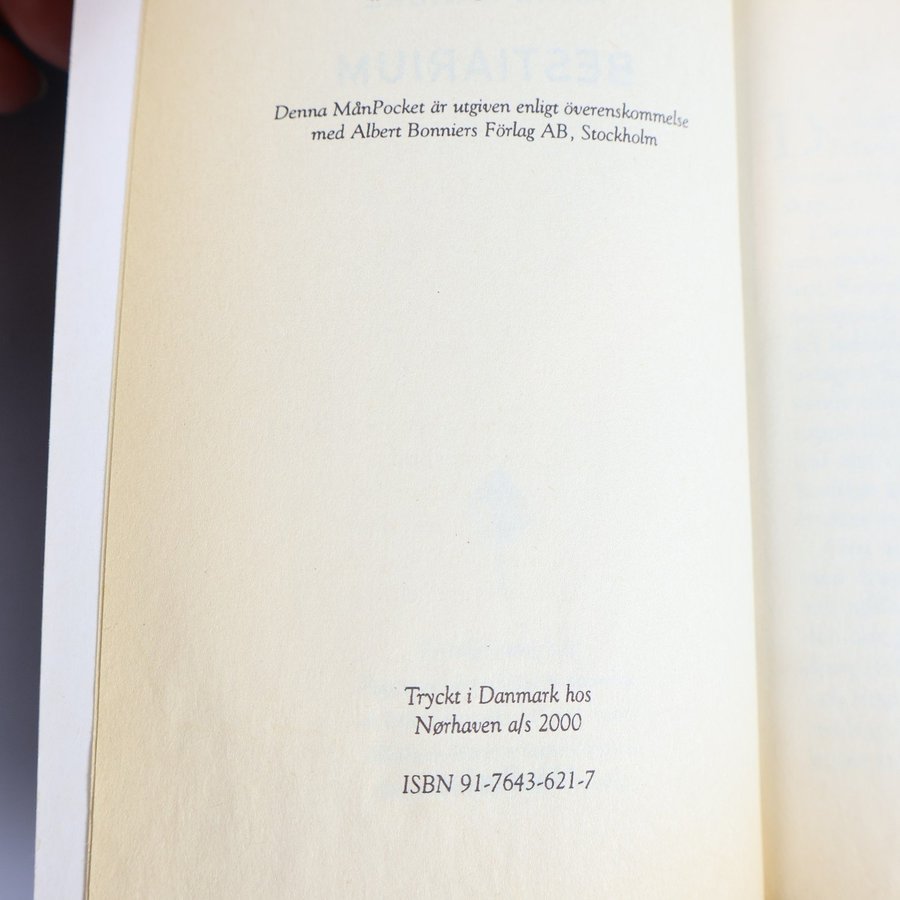 BESTIARIUM
Denna MånPocket är utgiven enligt överenskommelse
med Albert Bonniers Förlag AB, Stockholm
Tryckt i Danmark hos
Nørhaven a/s 2000
ISBN 91-7643-621-7